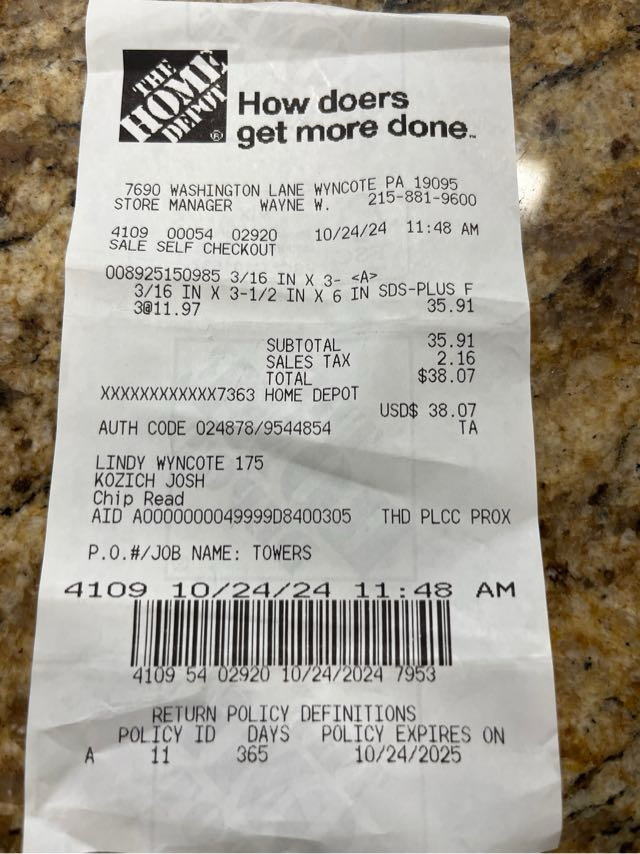 THE
HOME
DEPOT
®
How doers
get more done™
7690 WASHINGTON LANE WYNCOTE PA 19095
STORE MANAGER WAYNE W. 215-881-9600
4109 00054 02920 10/24/24 11:48 AM
SALE SELF CHECKOUT
008925150985 3/16 IN X 3- <A>
3/16 IN X 3-1/2 IN X 6 IN SDS-PLUS F
3@11.97 35.91
SUBTOTAL 35.91
SALES TAX 2.16
TOTAL $38.07
XXXXXXXXXXXX7363 HOME DEPOT
USD$ 38.07
AUTH CODE 024878/9544854 TA
LINDY WYNCOTE 175
KOZICH JOSH
Chip Read
AID A0000000049999D8400305 THD PLCC PROX
P.O.#/JOB NAME: TOWERS
4109 10/24/24 11:48 AM
4109 54 02920 10/24/2024 7953
RETURN POLICY DEFINITIONS
POLICY ID DAYS POLICY EXPIRES ON
A 11 365 10/24/2025